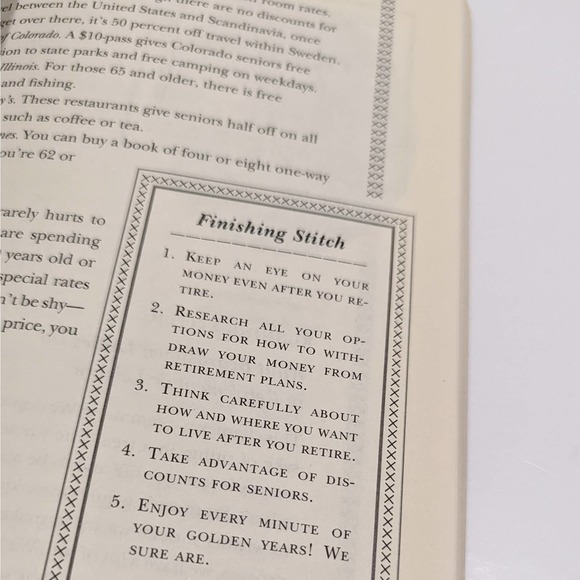 room rates,
there are no discounts for
between the United States and Scandinavia, once
get over there, it's 50 percent off travel within Sweden.
of Colorado. A $10-pass gives Colorado seniors free
to state parks and free camping on weekdays.
Illinois. For those 65 and older, there is free
and fishing.
These restaurants give seniors half off on all
such as coffee or tea.
You can buy a book of four or eight one-way
you're 62 or
rarely hurts to
are spending
years old or
special rates
be shy—
price, you
Finishing Stitch
1. KEEP AN EYE ON YOUR
MONEY EVEN AFTER YOU RE-
TIRE.
2. RESEARCH ALL YOUR OP-
TIONS FOR HOW TO WITH-
DRAW YOUR MONEY FROM
RETIREMENT PLANS.
3. THINK CAREFULLY ABOUT
HOW AND WHERE YOU WANT
TO LIVE AFTER YOU RETIRE.
4. TAKE ADVANTAGE OF DIS-
COUNTS FOR SENIORS.
5. ENJOY EVERY MINUTE OF
YOUR GOLDEN YEARS! WE
SURE ARE.